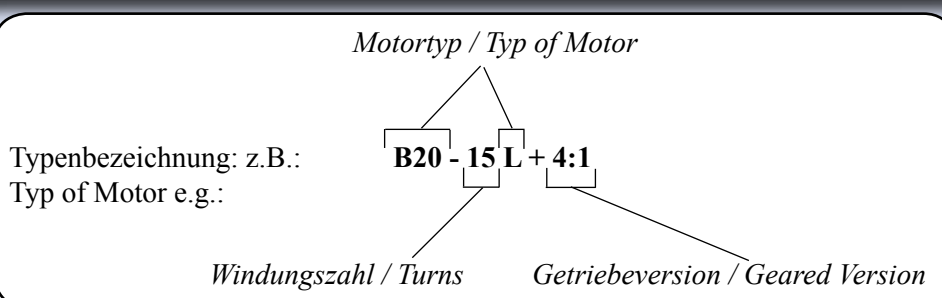 Motortyp / Typ of Motor
Typenbezeichnung: z.B.: B20 - 15 L + 4:1
Typ of Motor e.g.:
Windungszahl / Turns Getriebeversion / Geared Version